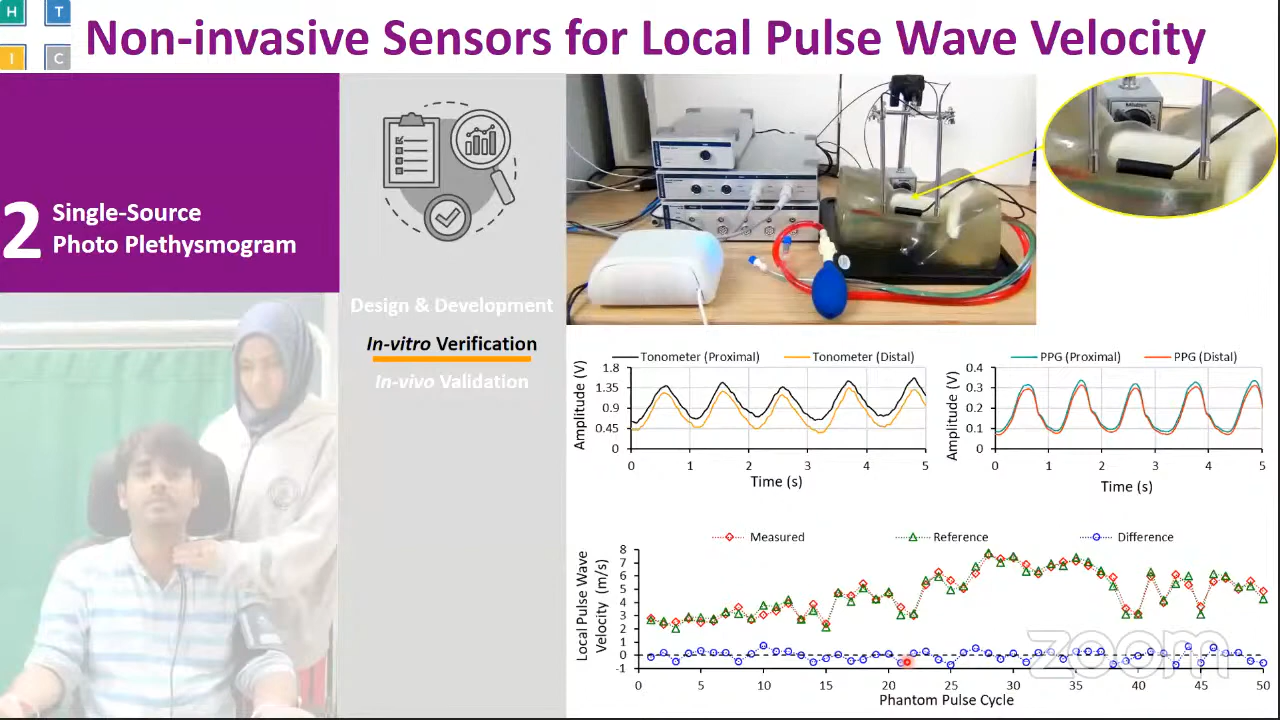 H T
I C
Non-invasive Sensors for Local Pulse Wave Velocity
2
Single-Source
Photo Plethysmogram
Design & Development
In-vitro Verification
In-vivo Validation
Tonometer (Proximal)
Tonometer (Distal)
Amplitude (V)
1.8
1.35
0.9
0.45
0
0 1 2 3 4 5
Time (s)
PPG (Proximal)
PPG (Distal)
Amplitude (V)
0.4
0.3
0.2
0.1
0
0 1 2 3 4 5
Time (s)
Measured
Reference
Difference
Local Pulse Wave
Velocity (m/s)
8
7
6
5
4
3
2
1
0
-1
0 5 10 15 20 25 30 35 40 45 50
Phantom Pulse Cycle
zoom